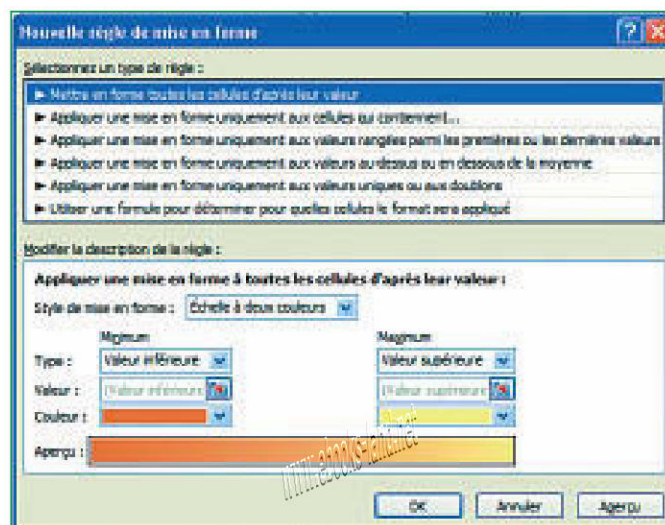 Nouvelle règle de mise en forme
Sélectionnez un type de règle :
► Mettre en forme toutes les cellules d'après leur valeur
► Appliquer une mise en forme uniquement aux cellules qui contiennent...
► Appliquer une mise en forme uniquement aux valeurs rangées parmi les premières ou les dernières valeurs
► Appliquer une mise en forme uniquement aux valeurs au-dessus ou en dessous de la moyenne
► Appliquer une mise en forme uniquement aux valeurs uniques ou aux doublons
► Utiliser une formule pour déterminer pour quelles cellules le format sera appliqué
Modifier la description de la règle :
Appliquer une mise en forme à toutes les cellules d'après leur valeur :
Style de mise en forme : Échelle à deux couleurs
Minimum Maximum
Type : Valeur inférieure Valeur supérieure
Valeur : (Valeur inférieure (Valeur supérieure
Couleur :
Aperçu :
www.ebooks-land.net
OK Annuler Aperçu